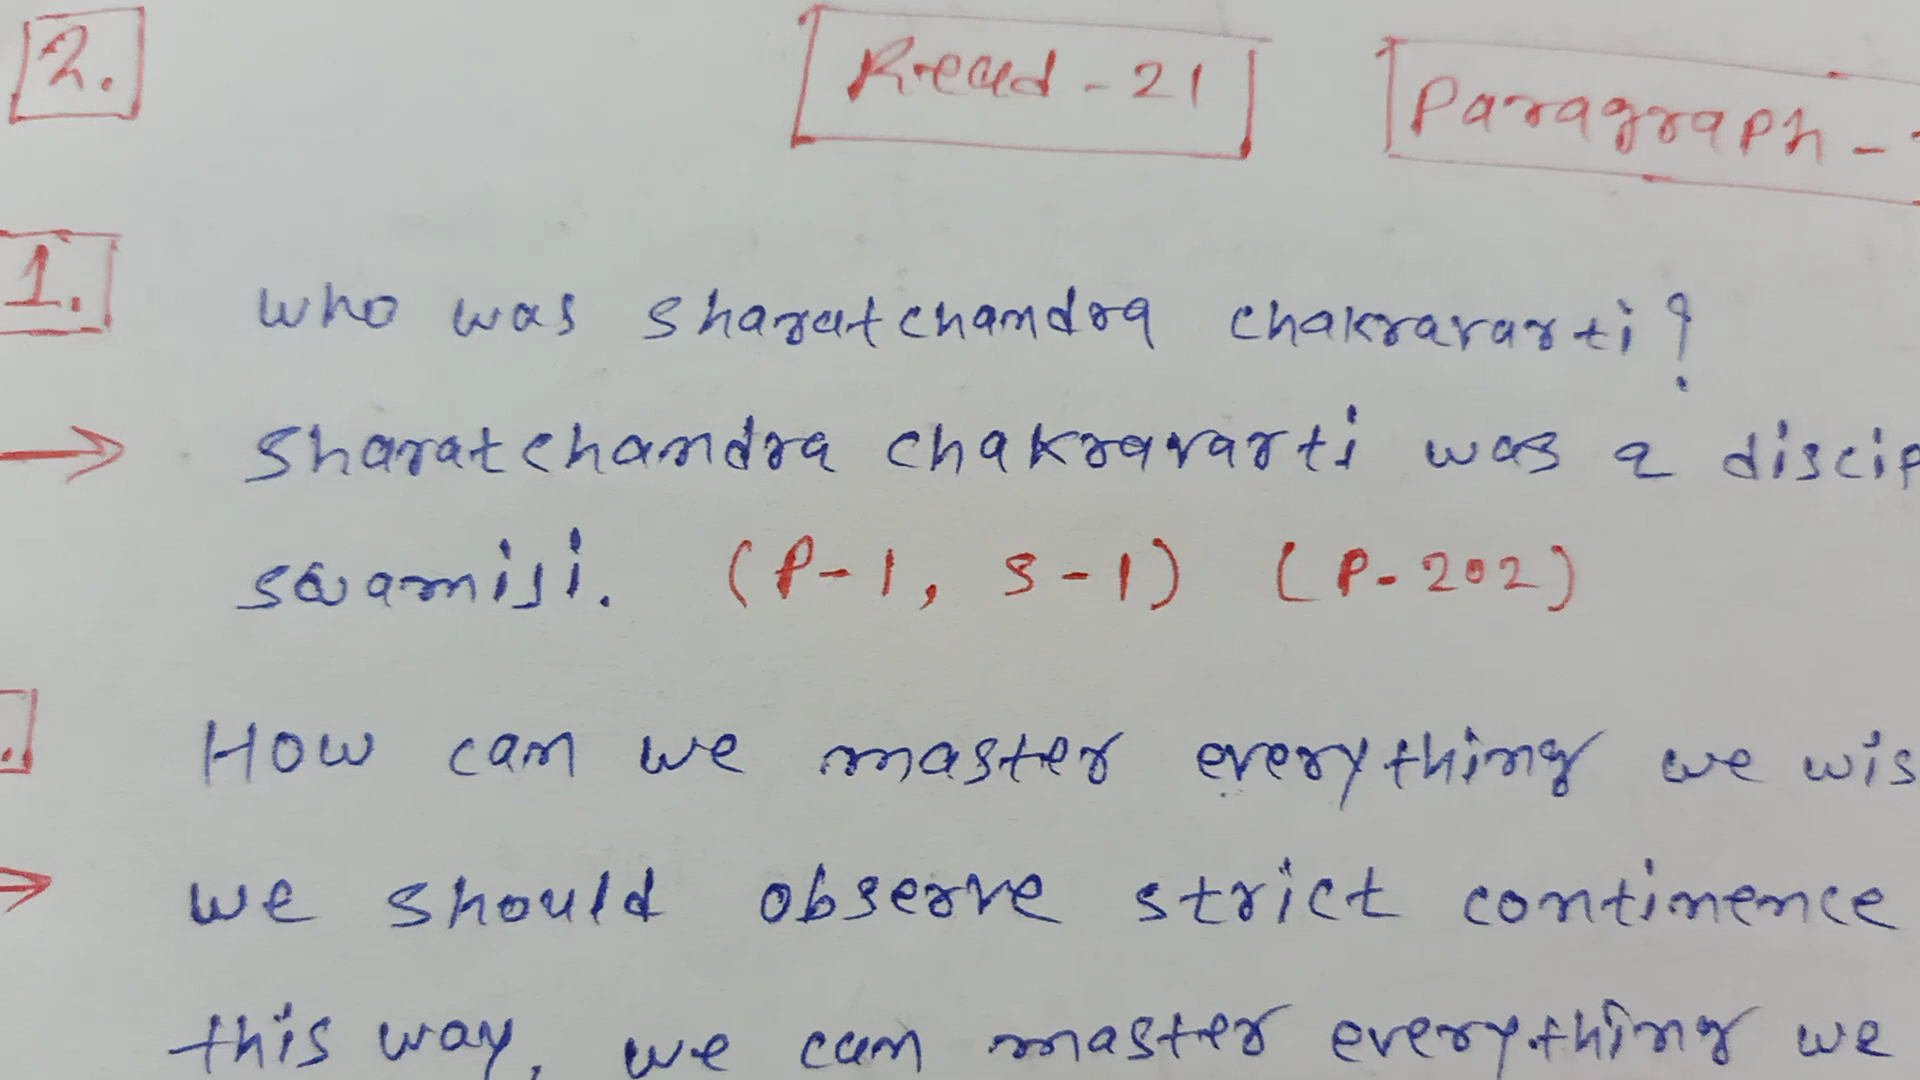 2. Read - 21 Paragraph -
1. Who was Sharatchandra Chakravarti?
→ Sharatchandra Chakravarti was a discip
swamiji. (P-1, S-1) (P-202)
. How can we master everything we wis
→ We should observe strict continence
this way, we can master everything we